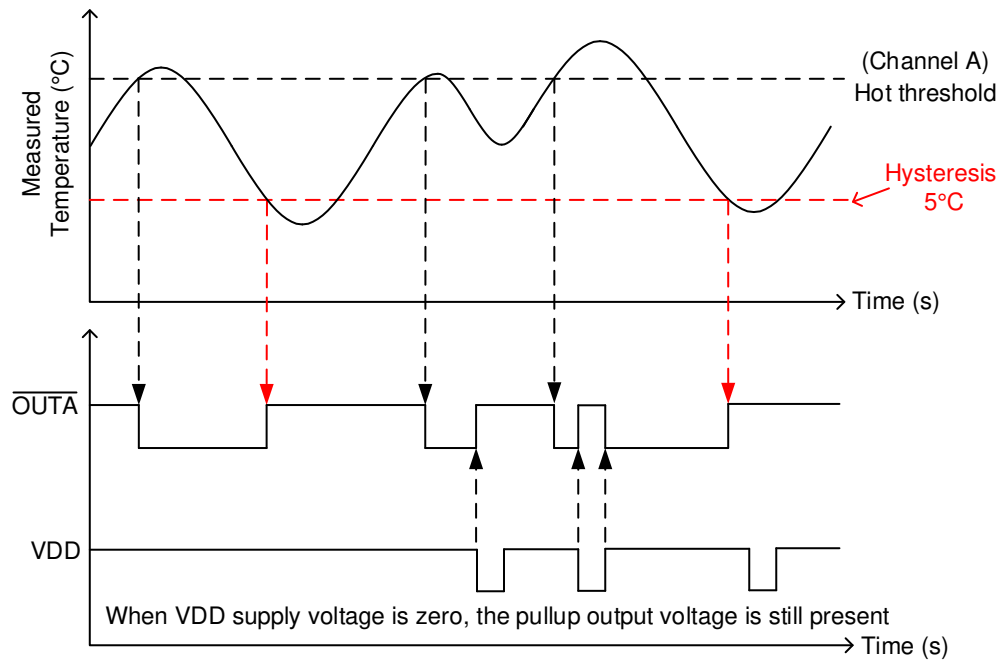 Measured
Temperature (°C)
(Channel A)
Hot threshold
Hysteresis
5°C
Time (s)
OUTA
VDD
When VDD supply voltage is zero, the pullup output voltage is still present
Time (s)